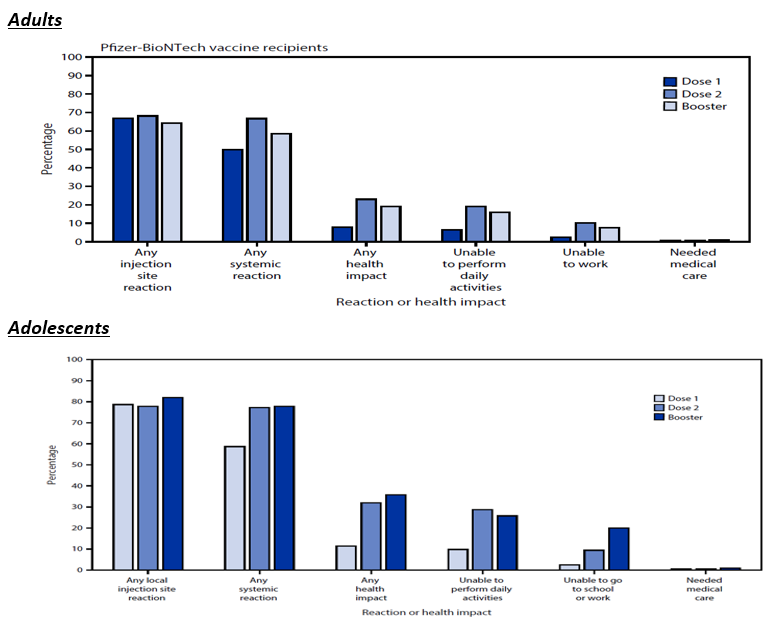 Adults
Pfizer-BioNTech vaccine recipients
100
90
80
70
60
50
40
30
20
10
0
Percentage
Dose 1
Dose 2
Booster
Any injection site reaction
Any systemic reaction
Any health impact
Unable to perform daily activities
Unable to work
Needed medical care
Reaction or health impact
Adolescents
100
90
80
70
60
50
40
30
20
10
0
Percentage
Dose 1
Dose 2
Booster
Any local injection site reaction
Any systemic reaction
Any health impact
Unable to perform daily activities
Unable to go to school or work
Needed medical care
Reaction or health impact